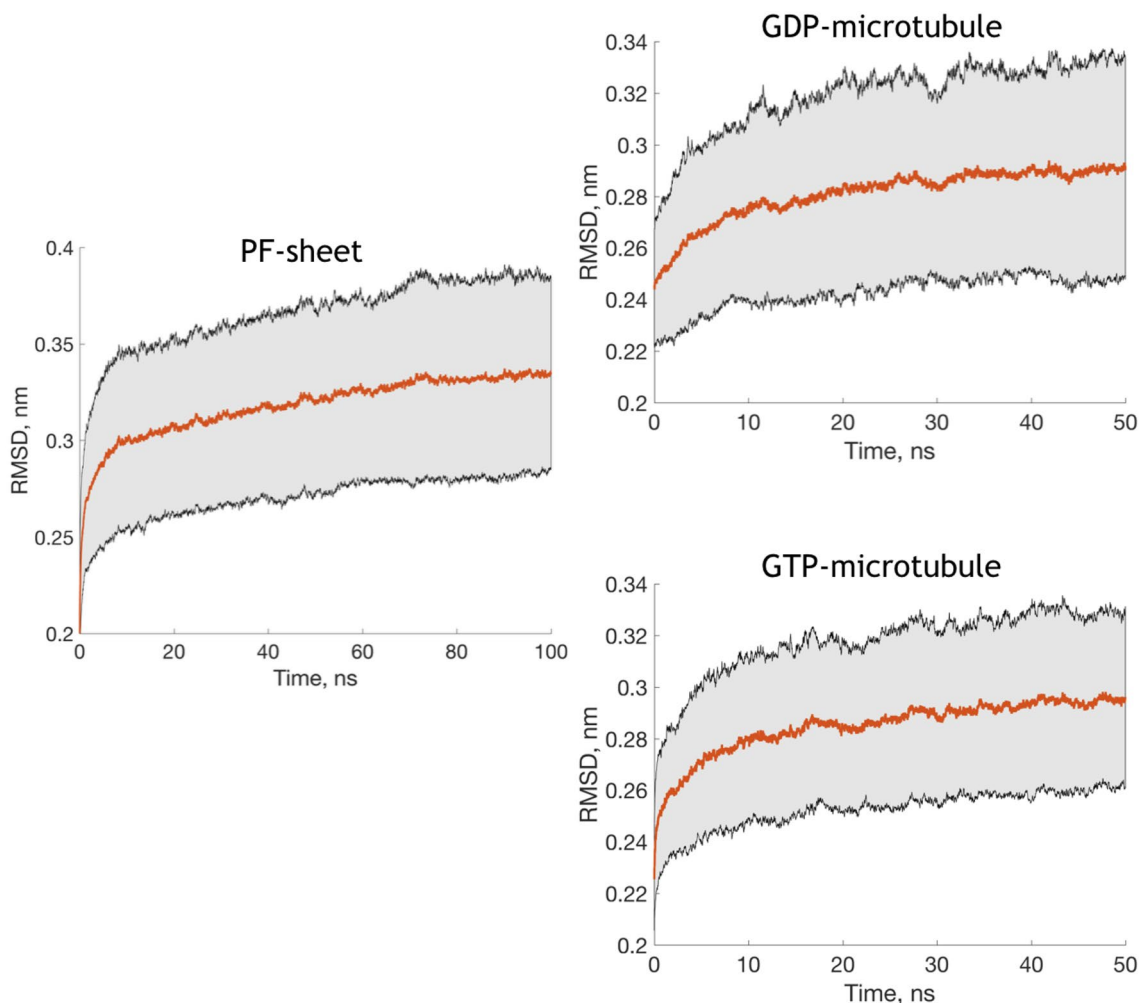 PF-sheet
RMSD, nm
0.4
0.35
0.3
0.25
0.2
0 20 40 60 80 100
Time, ns
GDP-microtubule
RMSD, nm
0.34
0.32
0.3
0.28
0.26
0.24
0.22
0.2
0 10 20 30 40 50
Time, ns
GTP-microtubule
RMSD, nm
0.34
0.32
0.3
0.28
0.26
0.24
0.22
0.2
0 10 20 30 40 50
Time, ns